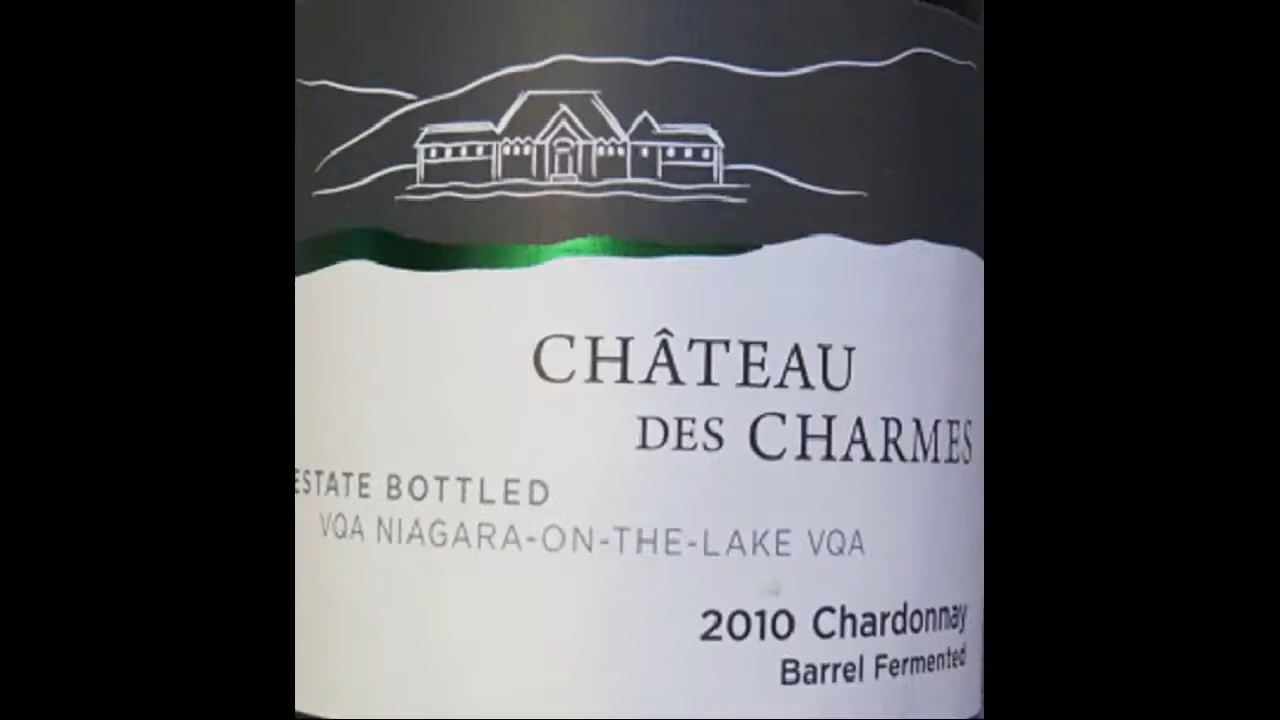 CHÂTEAU
DES CHARMES
ESTATE BOTTLED
VQA NIAGARA-ON-THE-LAKE VQA
2010 Chardonnay
Barrel Fermented